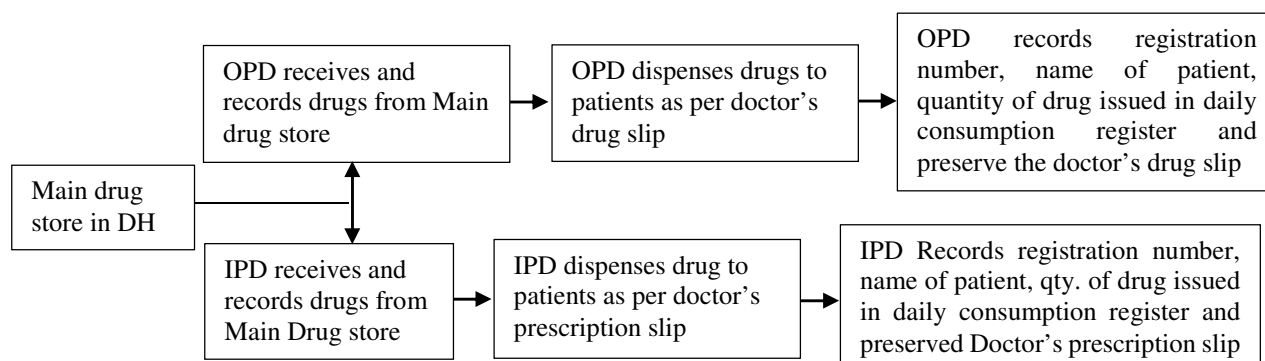 Main drug
store in DH
OPD receives and
records drugs from Main
drug store
OPD dispenses drugs to
patients as per doctor's
drug slip
OPD records registration
number, name of patient,
quantity of drug issued in daily
consumption register and
preserve the doctor's drug slip
IPD receives and
records drugs from
Main Drug store
IPD dispenses drug to
patients as per doctor's
prescription slip
IPD Records registration number,
name of patient, qty. of drug issued
in daily consumption register and
preserved Doctor's prescription slip